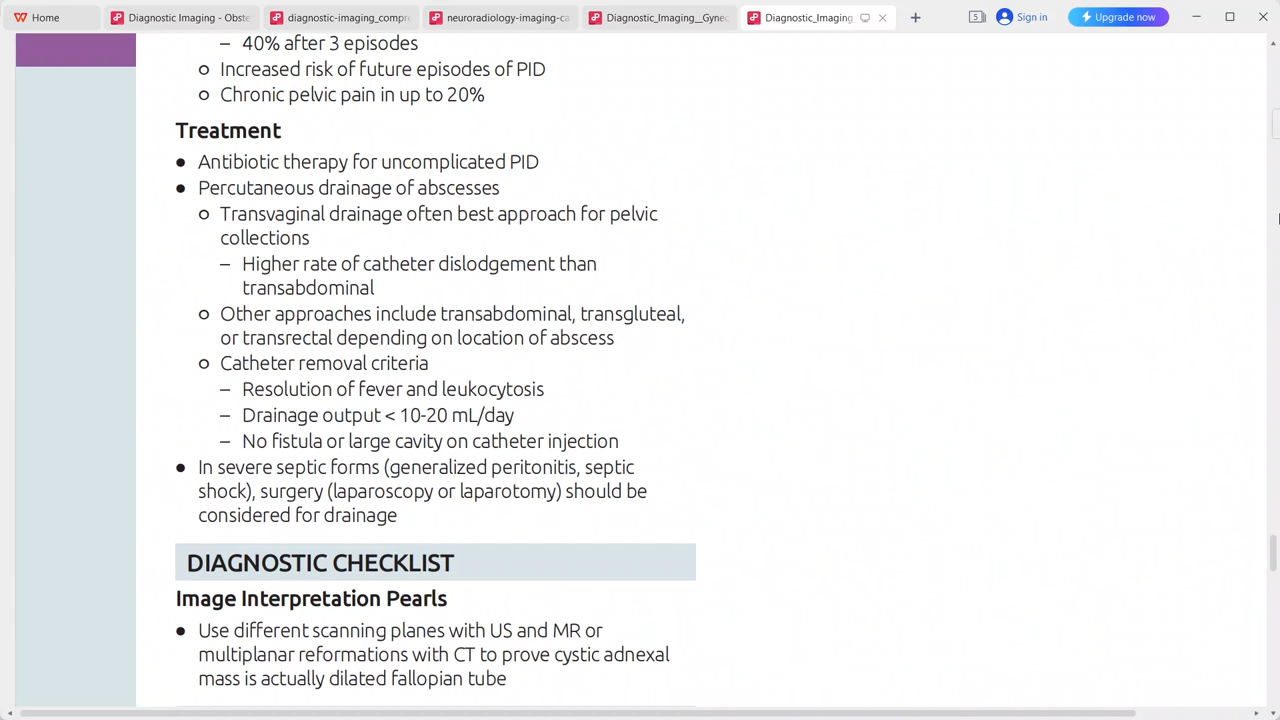 Home
Diagnostic Imaging - Obste
diagnostic-imaging_compr
neuroradiology-imaging-ca
Diagnostic_Imaging__Gynec
Diagnostic_Imaging_
5
Sign in
Upgrade now
– 40% after 3 episodes
o Increased risk of future episodes of PID
o Chronic pelvic pain in up to 20%
Treatment
● Antibiotic therapy for uncomplicated PID
● Percutaneous drainage of abscesses
o Transvaginal drainage often best approach for pelvic
collections
– Higher rate of catheter dislodgement than
transabdominal
o Other approaches include transabdominal, transgluteal,
or transrectal depending on location of abscess
o Catheter removal criteria
– Resolution of fever and leukocytosis
– Drainage output < 10-20 mL/day
– No fistula or large cavity on catheter injection
● In severe septic forms (generalized peritonitis, septic
shock), surgery (laparoscopy or laparotomy) should be
considered for drainage
DIAGNOSTIC CHECKLIST
Image Interpretation Pearls
● Use different scanning planes with US and MR or
multiplanar reformations with CT to prove cystic adnexal
mass is actually dilated fallopian tube